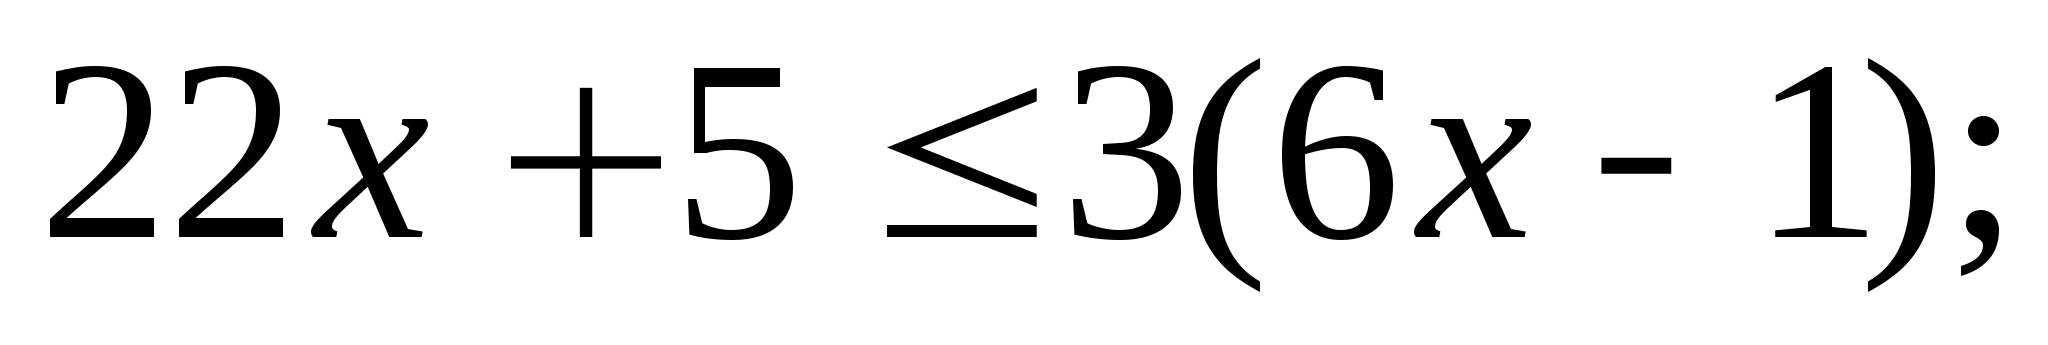 22x + 5 ≤ 3(6x - 1);